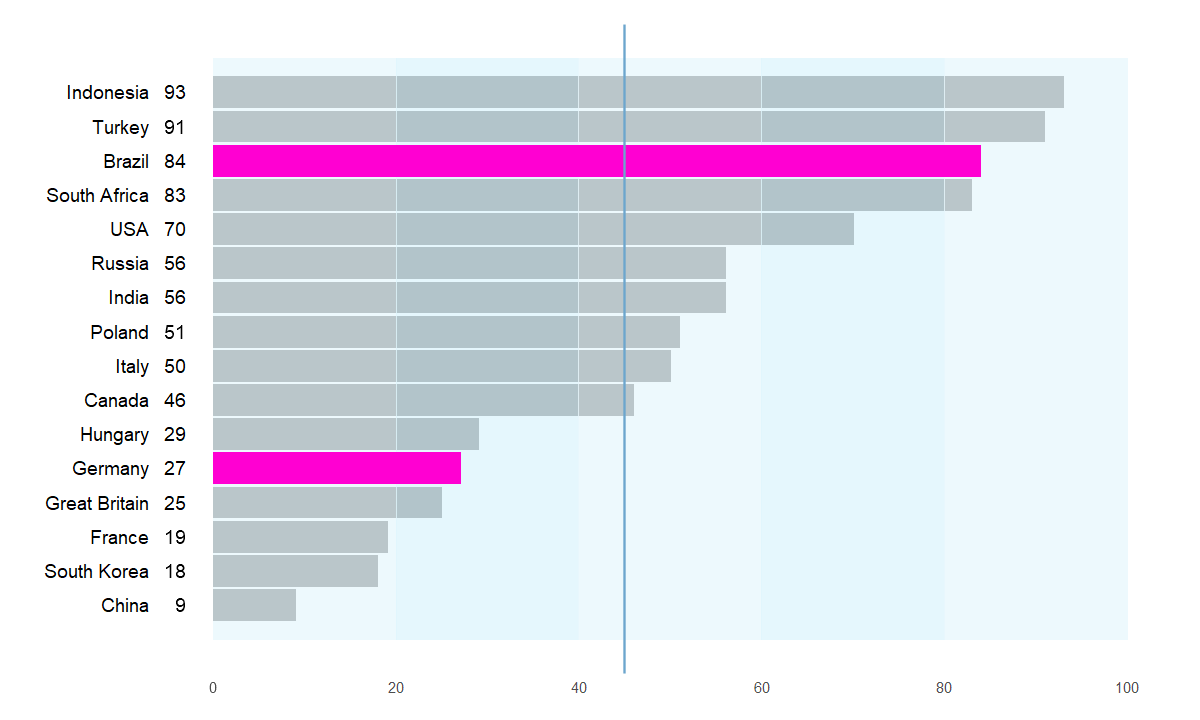 Indonesia 93
Turkey 91
Brazil 84
South Africa 83
USA 70
Russia 56
India 56
Poland 51
Italy 50
Canada 46
Hungary 29
Germany 27
Great Britain 25
France 19
South Korea 18
China 9
0 20 40 60 80 100